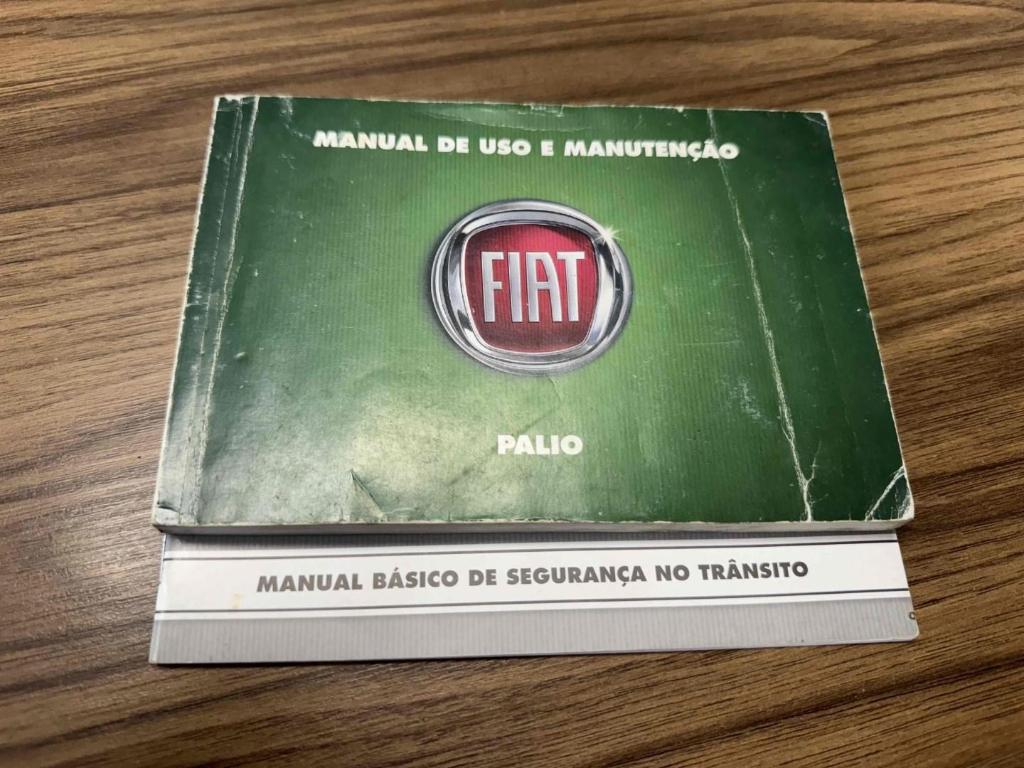 MANUAL DE USO E MANUTENÇÃO
FIAT
PALIO
MANUAL BÁSICO DE SEGURANÇA NO TRÂNSITO